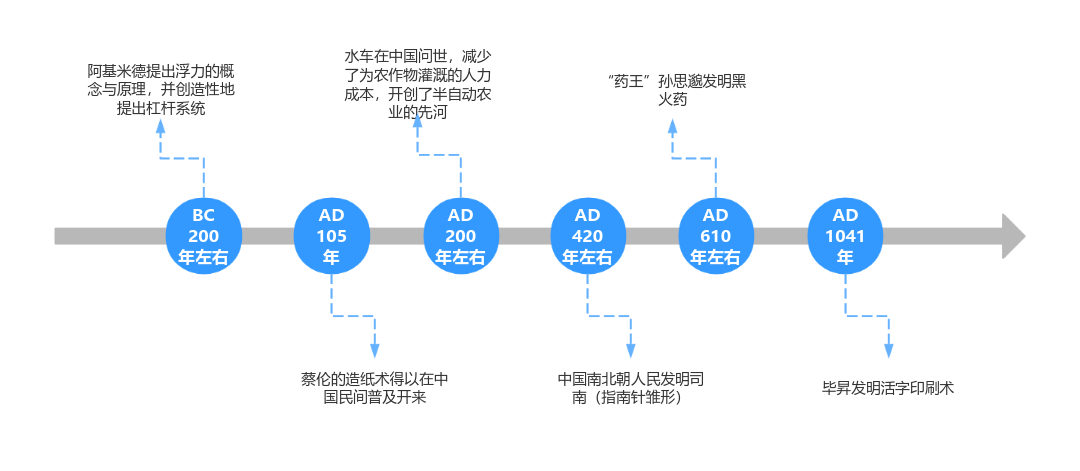 阿基米德提出浮力的概
念与原理，并创造性地
提出杠杆系统
水车在中国问世，减少
了为农作物灌溉的人力
成本，开创了半自动农
业的先河
“药王”孙思邈发明黑
火药
BC
200
年左右
AD
105
年
AD
200
年左右
AD
420
年左右
AD
610
年左右
AD
1041
年
蔡伦的造纸术得以在中
国民间普及开来
中国南北朝人民发明司
南（指南针雏形）
毕昇发明活字印刷术